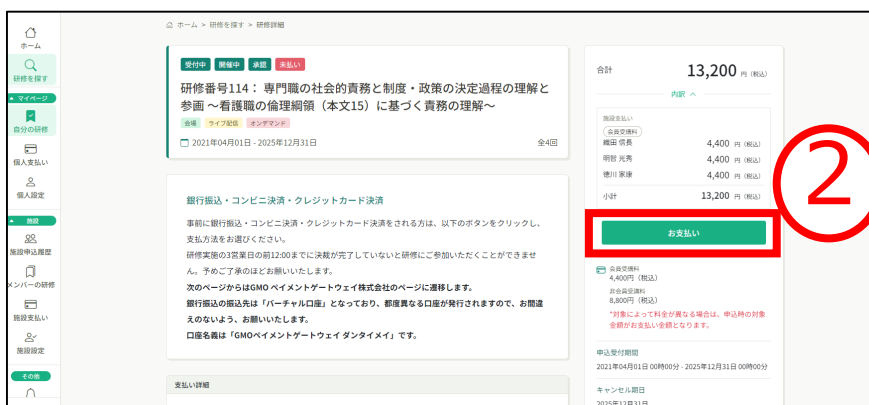 ホーム
研修を探す
マイページ
自分の研修
個人支払い
個人設定
施設
施設申込履歴
メンバーの研修
施設支払い
施設設定
その他
ホーム > 研修を探す > 研修詳細
受付中 開催中 承認 未払い
研修番号114： 専門職の社会的責務と制度・政策の決定過程の理解と
参画 ～看護職の倫理綱領（本文15）に基づく責務の理解～
会場 ライブ配信 オンデマンド
2021年04月01日 - 2025年12月31日 全4回
銀行振込・コンビニ決済・クレジットカード決済
事前に銀行振込・コンビニ決済・クレジットカード決済をされる方は、以下のボタンをクリックし、
支払方法をお選びください。
研修実施の3営業日の前12:00までに決裁が完了していないと研修にご参加いただくことができませ
ん。予めご了承のほどお願いいたします。
次のページからはGMO ペイメントゲートウェイ株式会社のページに遷移します。
銀行振込の振込先は「バーチャル口座」となっており、都度異なる口座が発行されますので、お間違
えのないよう、お願いいたします。
口座名義は「GMOペイメントゲートウェイ ダンタイメイ」です。
支払い詳細
合計 13,200 円（税込）
内訳
施設支払い
会員受講料
織田 信長 4,400 円（税込）
明智 光秀 4,400 円（税込）
徳川 家康 4,400 円（税込）
小計 13,200 円（税込）
お支払い
②
会員受講料
4,400円（税込）
非会員受講料
8,800円（税込）
*対象によって料金が異なる場合は、申込時の対象
金額がお支払い金額となります。
申込受付期間
2021年04月01日 00時00分 - 2025年12月31日 00時00分
キャンセル期日
2025年12月31日